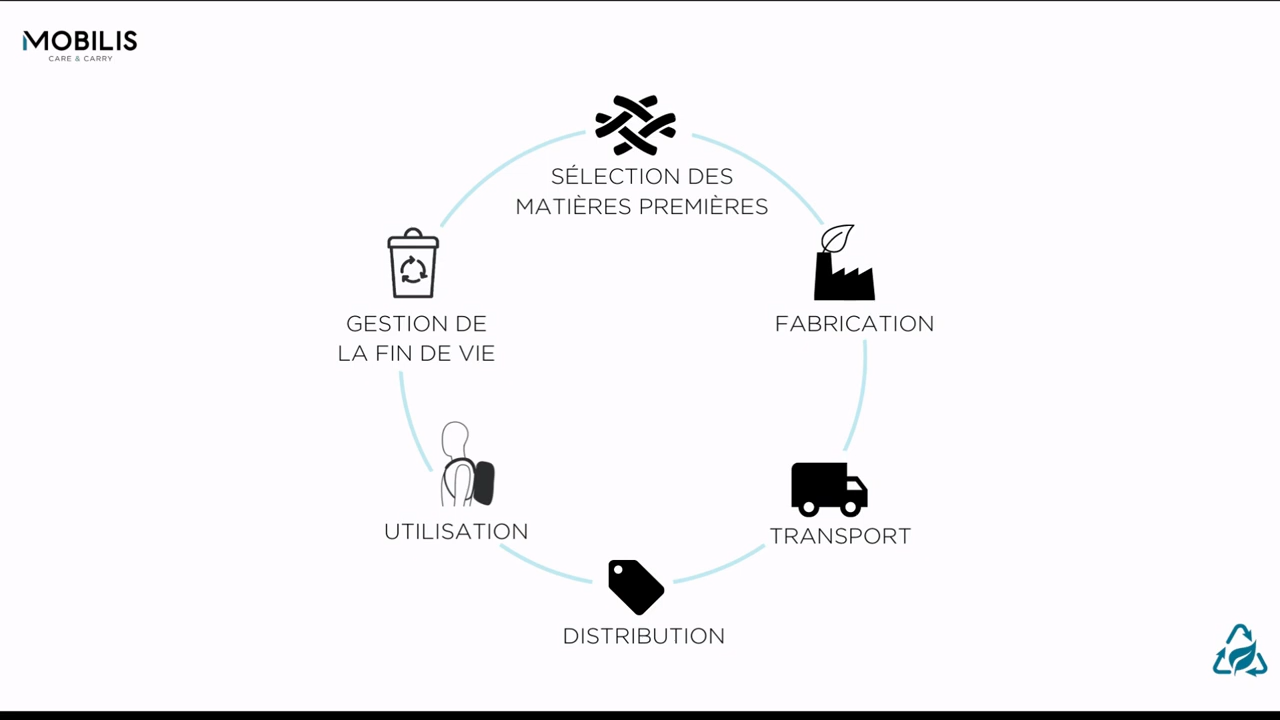 MOBILIS
CARE & CARRY
SÉLECTION DES
MATIÈRES PREMIÈRES
FABRICATION
TRANSPORT
DISTRIBUTION
UTILISATION
GESTION DE
LA FIN DE VIE